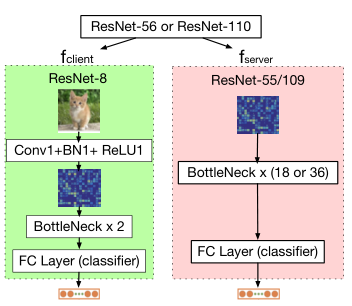 ResNet-56 or ResNet-110
fclient
fserver
ResNet-8
Conv1+BN1+ ReLU1
BottleNeck x 2
FC Layer (classifier)
ResNet-55/109
BottleNeck x (18 or 36)
FC Layer (classifier)